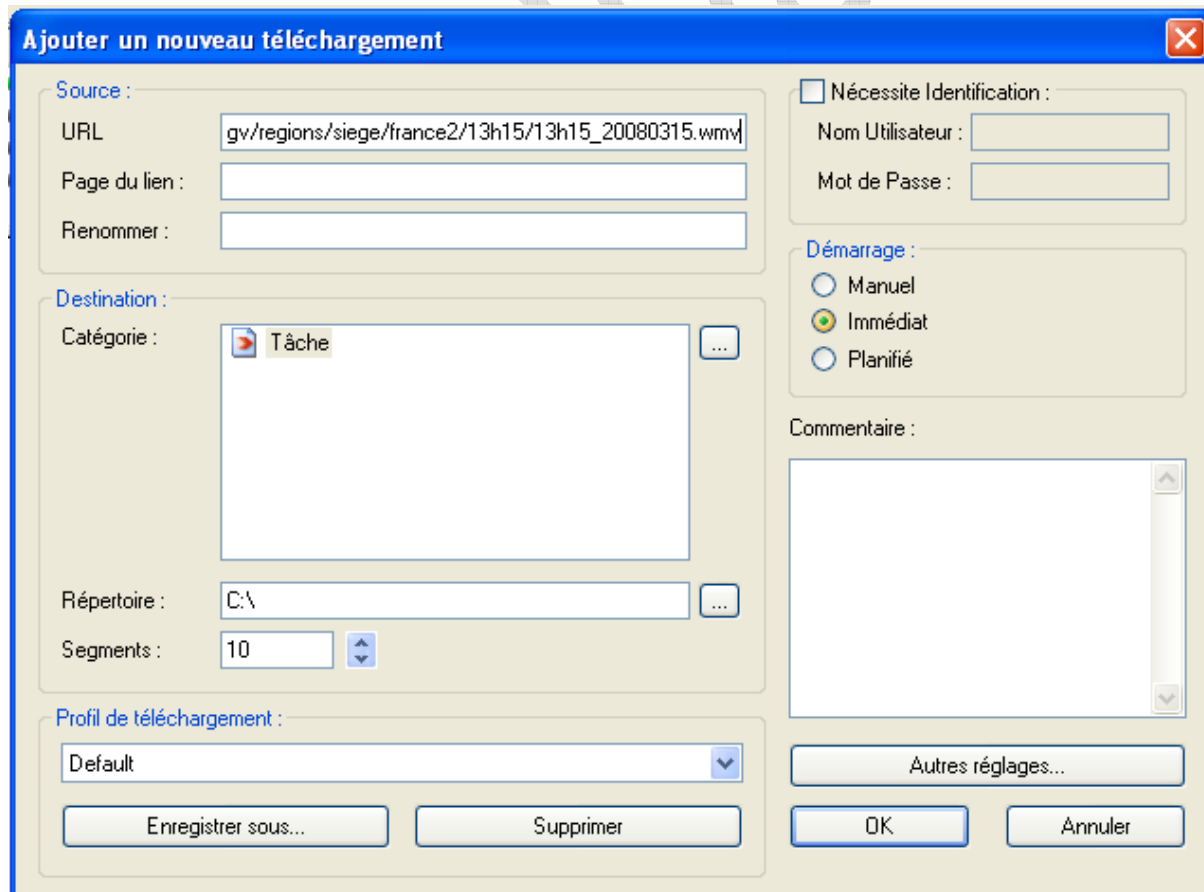 Ajouter un nouveau téléchargement
Source :
URL
gv/regions/siege/france2/13h15/13h15_20080315.wmv
Page du lien :
Renommer :
Destination :
Catégorie :
Tâche
...
Répertoire :
C:\
...
Segments :
10
Profil de téléchargement :
Default
Enregistrer sous...
Supprimer
Nécessite Identification :
Nom Utilisateur :
Mot de Passe :
Démarrage :
Manuel
Immédiat
Planifié
Commentaire :
Autres réglages...
OK
Annuler